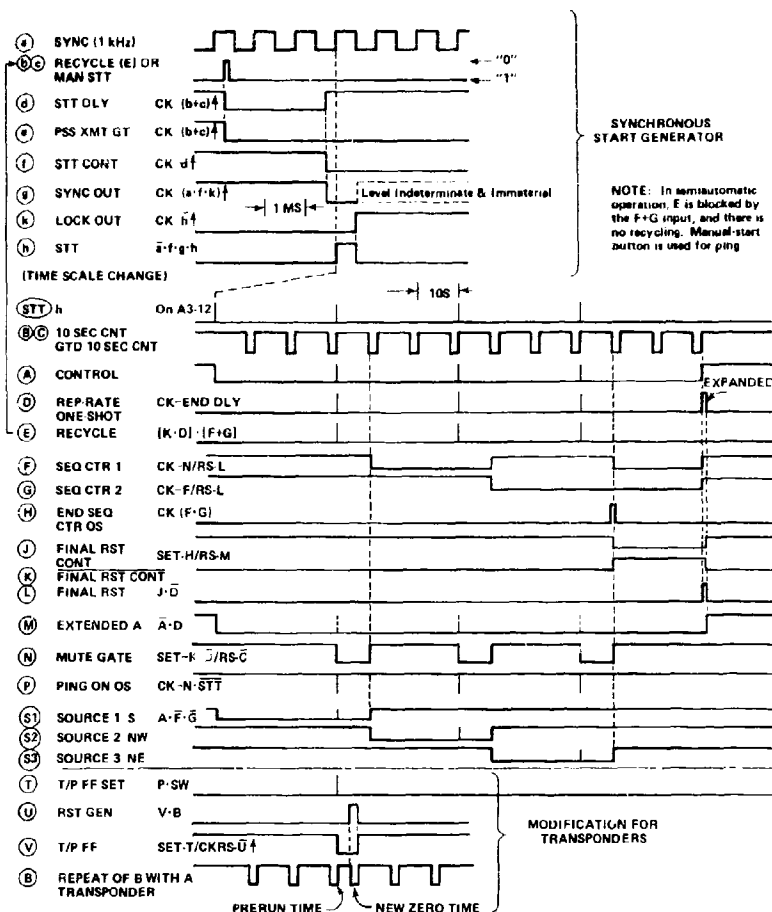 ⓐ SYNC (1 kHz)
ⓑⓒ RECYCLE (E) OR
MAN STT
"0"
"1"
ⓓ STT DLY CK (b+c)↑
ⓔ PSS XMT GT CK (b+c)↑
ⓕ STT CONT CK d↑
ⓖ SYNC OUT CK (a·f·k)↑
Level Indeterminate & Immaterial
1 MS
ⓚ LOCK OUT CK h̄↑
ⓗ STT ā·f·g·h
SYNCHRONOUS
START GENERATOR
NOTE: In semiautomatic
operation, E is blocked by
the F+G input, and there is
no recycling. Manual-start
button is used for ping
(TIME SCALE CHANGE)
10S
STT h On A3-12
ⒷⒸ 10 SEC CNT
GTD 10 SEC CNT
Ⓐ CONTROL
EXPANDED
Ⓓ REP-RATE CK-END DLY
ONE-SHOT
Ⓔ RECYCLE (K·D)·(F+G)
Ⓕ SEQ CTR 1 CK-N/RS-L
Ⓖ SEQ CTR 2 CK-F/RS-L
Ⓗ END SEQ CK (F·G)
CTR OS
Ⓙ FINAL RST SET-H/RS-M
CONT
Ⓚ FINAL RST CONT
Ⓛ FINAL RST J·D̄
Ⓜ EXTENDED A Ā·D
Ⓝ MUTE GATE SET-K J̄/RS-C̄
Ⓟ PING ON OS CK-N·S̅T̅T̅
S1 SOURCE 1 S A·F̄·Ḡ
S2 SOURCE 2 NW
S3 SOURCE 3 NE
Ⓣ T/P FF SET P·SW
Ⓤ RST GEN V·B
Ⓥ T/P FF SET-T/CKRS-Ū↑
Ⓑ REPEAT OF B WITH A
TRANSPONDER
MODIFICATION FOR
TRANSPONDERS
PRERUN TIME NEW ZERO TIME